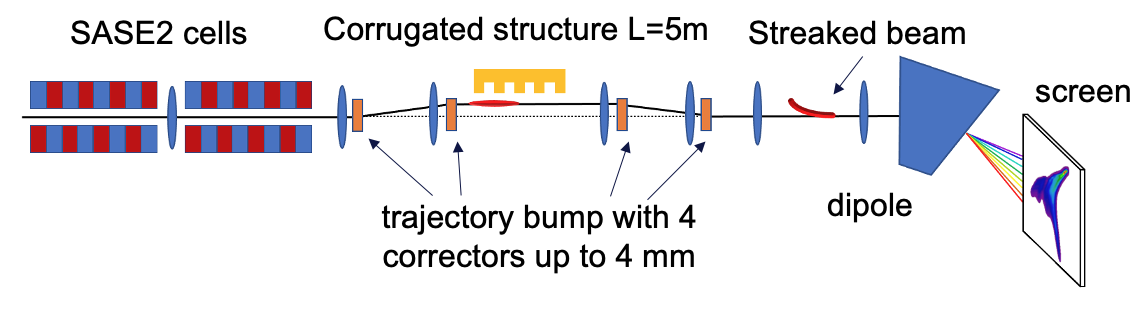 SASE2 cells
Corrugated structure L=5m
Streaked beam
screen
dipole
trajectory bump with 4
correctors up to 4 mm